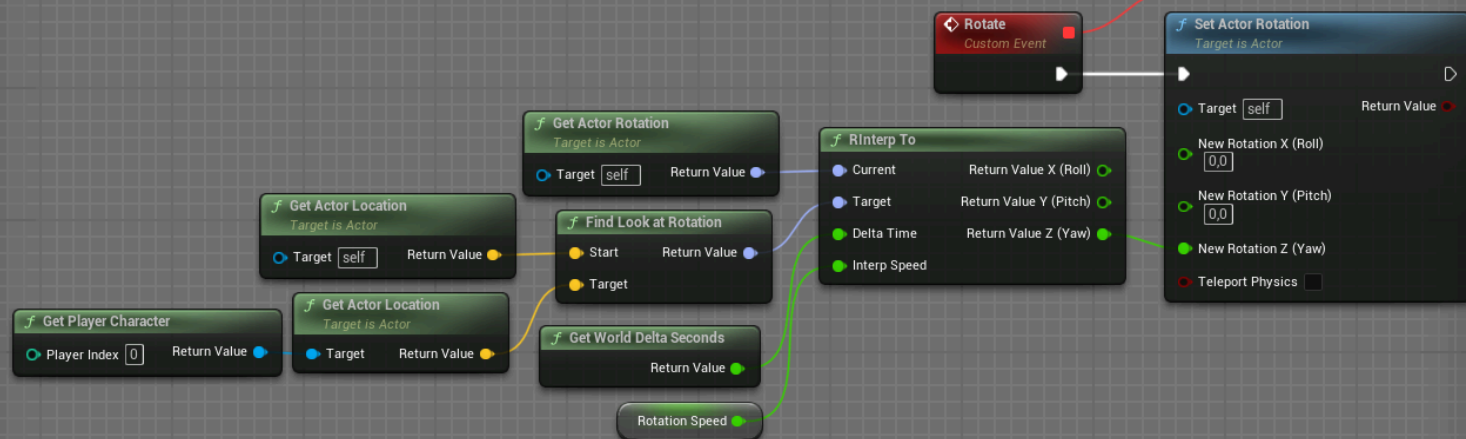 Rotate
Custom Event
Set Actor Rotation
Target is Actor
Target self Return Value
New Rotation X (Roll)
0,0
New Rotation Y (Pitch)
0,0
New Rotation Z (Yaw)
Teleport Physics
Get Actor Rotation
Target is Actor
Target self Return Value
RInterp To
Current Return Value X (Roll)
Target Return Value Y (Pitch)
Delta Time Return Value Z (Yaw)
Interp Speed
Get Actor Location
Target is Actor
Target self Return Value
Find Look at Rotation
Start Return Value
Target
Get Player Character
Player Index 0 Return Value
Get Actor Location
Target is Actor
Target Return Value
Get World Delta Seconds
Return Value
Rotation Speed